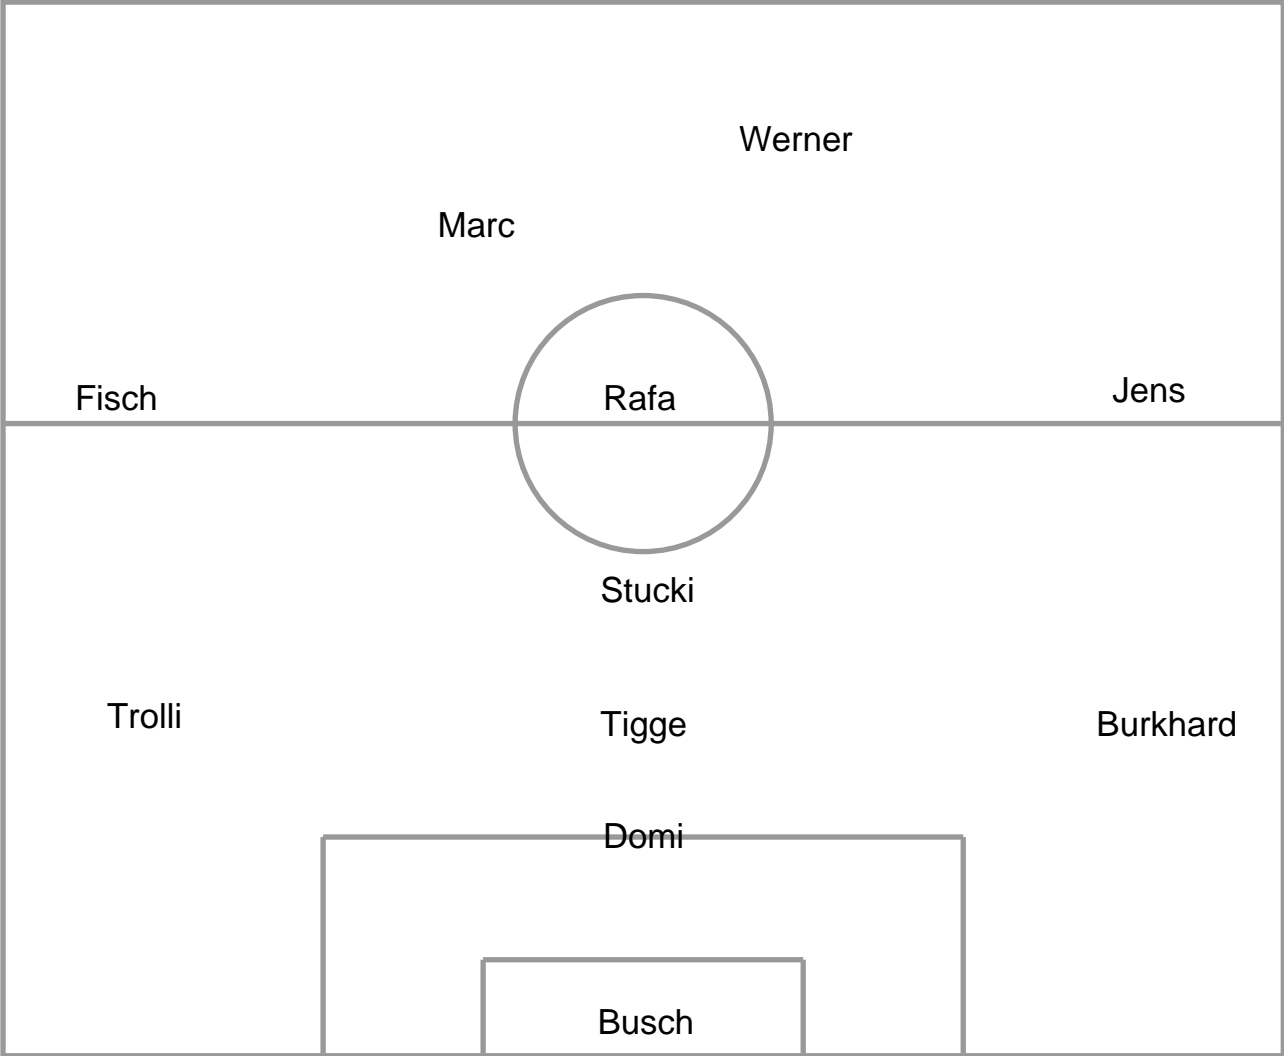 Werner
Marc
Fisch Rafa Jens
Stucki
Trolli Tigge Burkhard
Domi
Busch